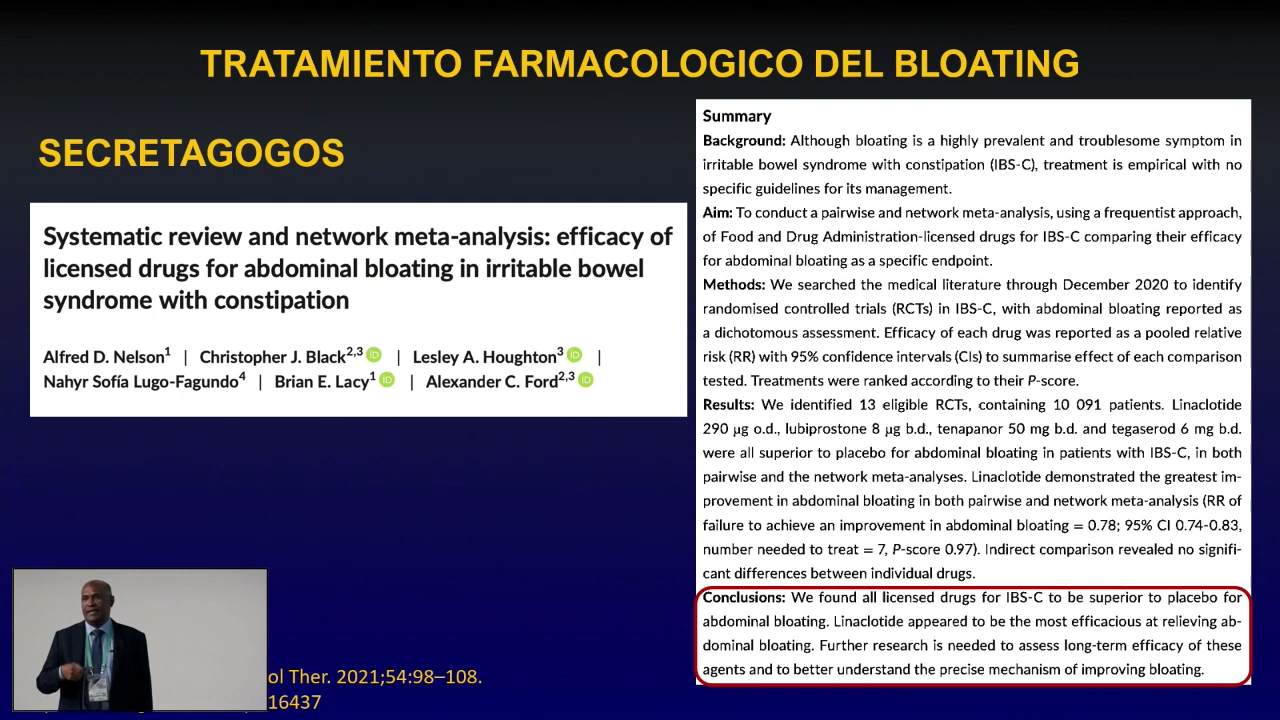 TRATAMIENTO FARMACOLOGICO DEL BLOATING
SECRETAGOGOS
Systematic review and network meta-analysis: efficacy of
licensed drugs for abdominal bloating in irritable bowel
syndrome with constipation
Alfred D. Nelson1 | Christopher J. Black2,3 iD | Lesley A. Houghton3 iD |
Nahyr Sofía Lugo-Fagundo4 | Brian E. Lacy1 iD | Alexander C. Ford2,3 iD
Summary
Background: Although bloating is a highly prevalent and troublesome symptom in
irritable bowel syndrome with constipation (IBS-C), treatment is empirical with no
specific guidelines for its management.
Aim: To conduct a pairwise and network meta-analysis, using a frequentist approach,
of Food and Drug Administration-licensed drugs for IBS-C comparing their efficacy
for abdominal bloating as a specific endpoint.
Methods: We searched the medical literature through December 2020 to identify
randomised controlled trials (RCTs) in IBS-C, with abdominal bloating reported as
a dichotomous assessment. Efficacy of each drug was reported as a pooled relative
risk (RR) with 95% confidence intervals (CIs) to summarise effect of each comparison
tested. Treatments were ranked according to their P-score.
Results: We identified 13 eligible RCTs, containing 10 091 patients. Linaclotide
290 µg o.d., lubiprostone 8 µg b.d., tenapanor 50 mg b.d. and tegaserod 6 mg b.d.
were all superior to placebo for abdominal bloating in patients with IBS-C, in both
pairwise and the network meta-analyses. Linaclotide demonstrated the greatest im-
provement in abdominal bloating in both pairwise and network meta-analysis (RR of
failure to achieve an improvement in abdominal bloating = 0.78; 95% CI 0.74-0.83,
number needed to treat = 7, P-score 0.97). Indirect comparison revealed no signifi-
cant differences between individual drugs.
Conclusions: We found all licensed drugs for IBS-C to be superior to placebo for
abdominal bloating. Linaclotide appeared to be the most efficacious at relieving ab-
dominal bloating. Further research is needed to assess long-term efficacy of these
agents and to better understand the precise mechanism of improving bloating.
ol Ther. 2021;54:98–108.
16437